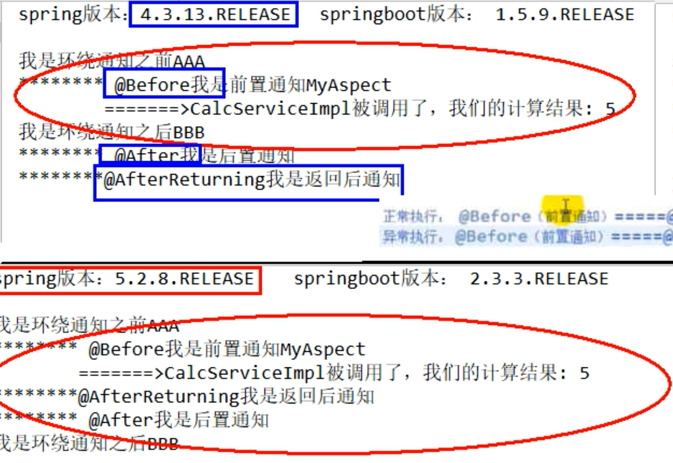 spring版本：4.3.13.RELEASE springboot版本： 1.5.9.RELEASE
我是环绕通知之前AAA
******** @Before我是前置通知MyAspect
=======>CalcServiceImpl被调用了，我们的计算结果：5
我是环绕通知之后BBB
******** @After我是后置通知
********@AfterReturning我是返回后通知
正常执行： @Before（前置通知）=====@
异常执行： @Before（前置通知）=====@
spring版本：5.2.8.RELEASE springboot版本： 2.3.3.RELEASE
我是环绕通知之前AAA
******** @Before我是前置通知MyAspect
=======>CalcServiceImpl被调用了，我们的计算结果：5
********@AfterReturning我是返回后通知
******** @After我是后置通知
我是环绕通知之后BBB